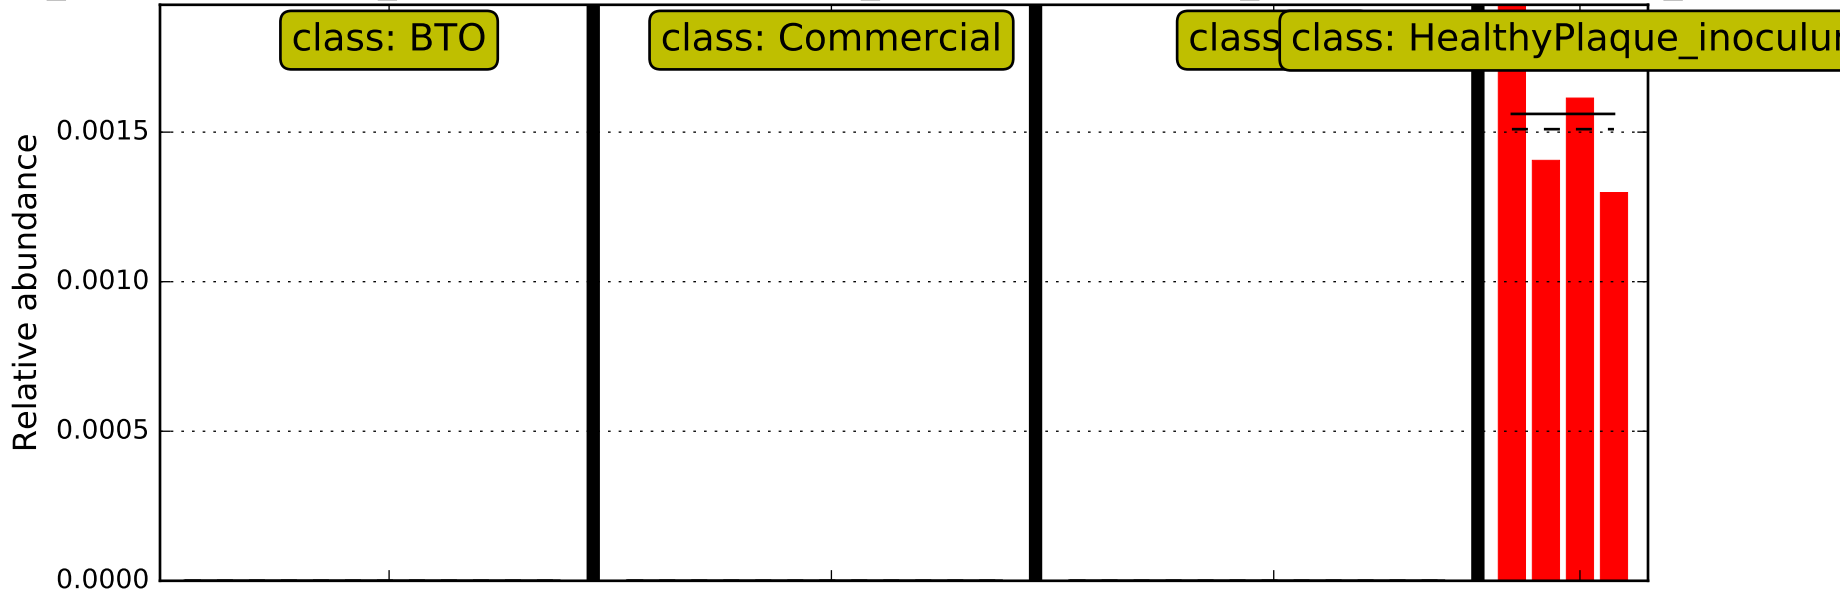 class: BTO
class: Commercial
class
class: HealthyPlaque_inoculu
Relative abundance
0.0015
0.0010
0.0005
0.0000